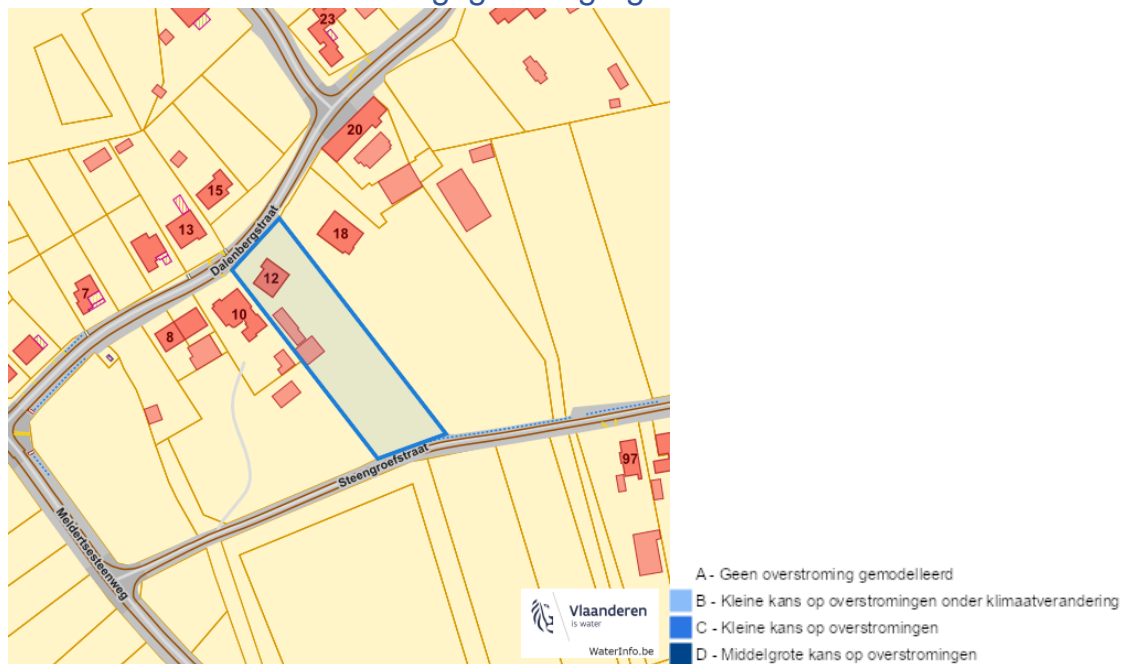 23
20
15
18
13
Dalenbergstraat
12
7
10
8
97
Steengroefstraat
Meldertsesteenweg
Vlaanderen
is water
WaterInfo.be
A - Geen overstroming gemodelleerd
B - Kleine kans op overstromingen onder klimaatverandering
C - Kleine kans op overstromingen
D - Middelgrote kans op overstromingen